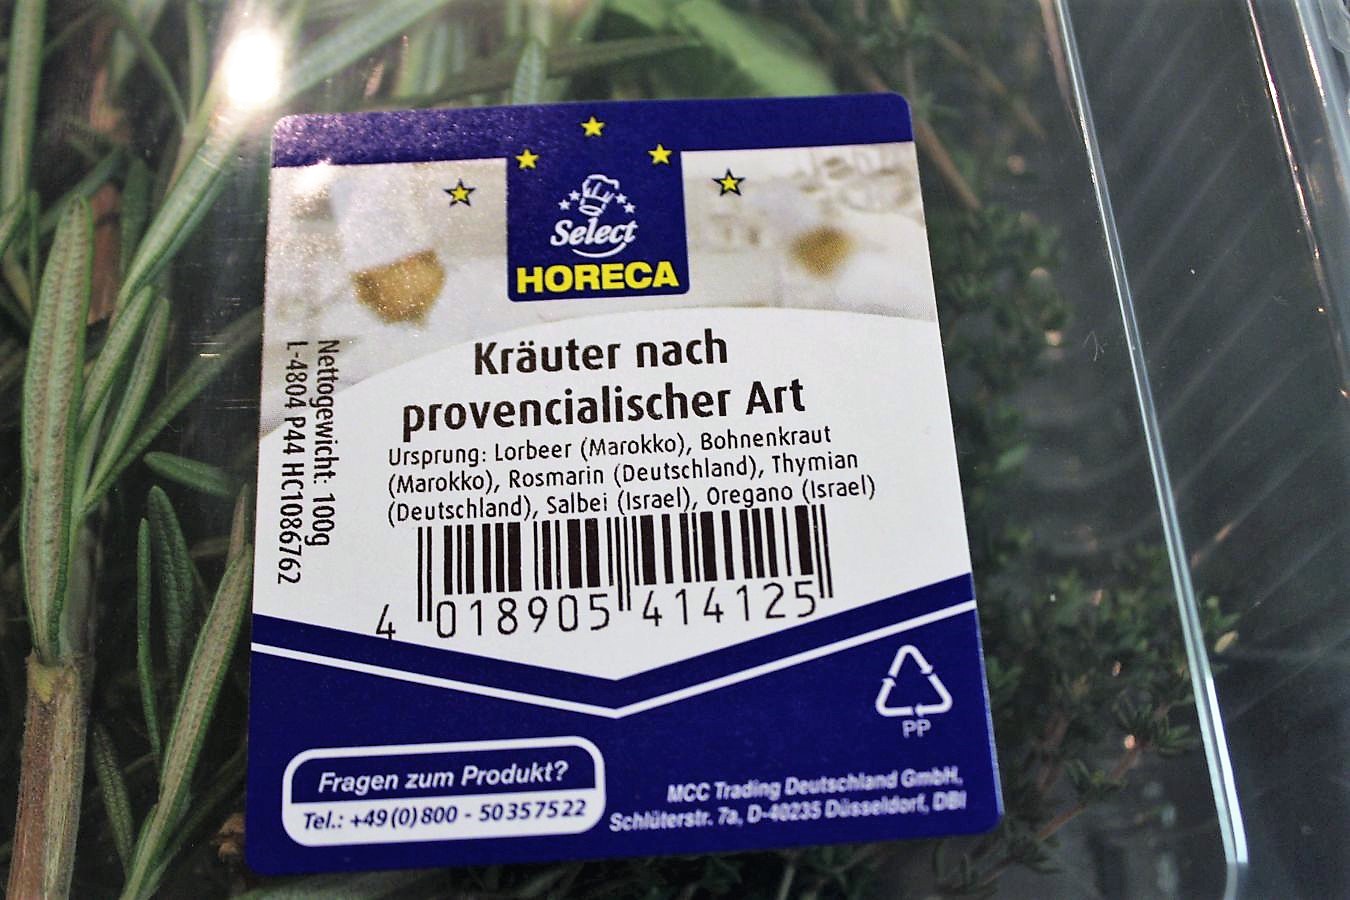 Select
HORECA
Kräuter nach
provencialischer Art
Ursprung: Lorbeer (Marokko), Bohnenkraut
(Marokko), Rosmarin (Deutschland), Thymian
(Deutschland), Salbei (Israel), Oregano (Israel)
4 018905 414125
Nettogewicht: 100g
L-4804 P44 HC1086762
PP
Fragen zum Produkt?
Tel.: +49(0)800 - 50357522
MCC Trading Deutschland GmbH,
Schlüterstr. 7a, D-40235 Düsseldorf, DBI